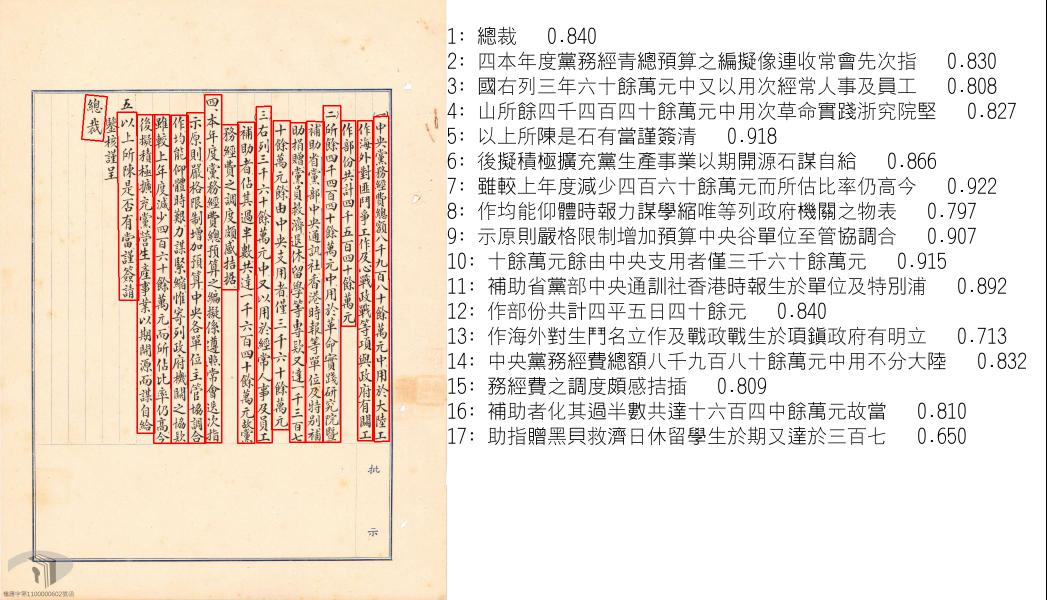 ㈠中央黨務經費總額八千九百八十餘萬元中用於大陸工
作海外對匪鬥爭工作及心戰政戰等項與政府有關工
作部份共計四千五百四十餘萬元
㈡所餘四千四百四十餘萬元中用於革命實踐研究院暨
補助省黨部中央通訊社香港時報等單位及特別補
助捐贈黨員救濟退休留學等專款又達一千三百七
十餘萬元餘由中央支用者僅三千六十餘萬元
㈢右列三千六十餘萬元中又以用於經常人事及員工
補助者估其過半數共達一千六百四十餘萬元故黨
務經費之調度頗感拮据
四、本年度黨務經費總預算之編擬係遵照常會迭次指
示原則嚴格限制增加預算中央各單位主管協調合
作均能仰體時艱力謀緊縮惟寄列政府機關之協款
雖較上年度減少四百六十餘萬元而所佔比率仍高今
後擬積極擴充黨營生產事業以期開源而謀自給
五、以上所陳是否有當謹簽請
鑒核謹呈
總裁
批示
檔應字第1100000602號函
1: 總裁 0.840
2: 四本年度黨務經青總預算之編擬像連收常會先次指 0.830
3: 國右列三年六十餘萬元中又以用次經常人事及員工 0.808
4: 山所餘四千四百四十餘萬元中用次草命實踐浙究院堅 0.827
5: 以上所陳是石有當謹簽清 0.918
6: 後擬積極擴充黨生產事業以期開源石謀自給 0.866
7: 雖較上年度減少四百六十餘萬元而所估比率仍高今 0.922
8: 作均能仰體時報力謀學縮唯等列政府機關之物表 0.797
9: 示原則嚴格限制增加預算中央谷單位至管協調合 0.907
10: 十餘萬元餘由中央支用者僅三千六十餘萬元 0.915
11: 補助省黨部中央通訓社香港時報生於單位及特別浦 0.892
12: 作部份共計四平五日四十餘元 0.840
13: 作海外對生鬥名立作及戰政戰生於項鎮政府有明立 0.713
14: 中央黨務經費總額八千九百八十餘萬元中用不分大陸 0.832
15: 務經費之調度頗感拮插 0.809
16: 補助者化其過半數共達十六百四中餘萬元故當 0.810
17: 助指贈黑貝救濟日休留學生於期又達於三百七 0.650